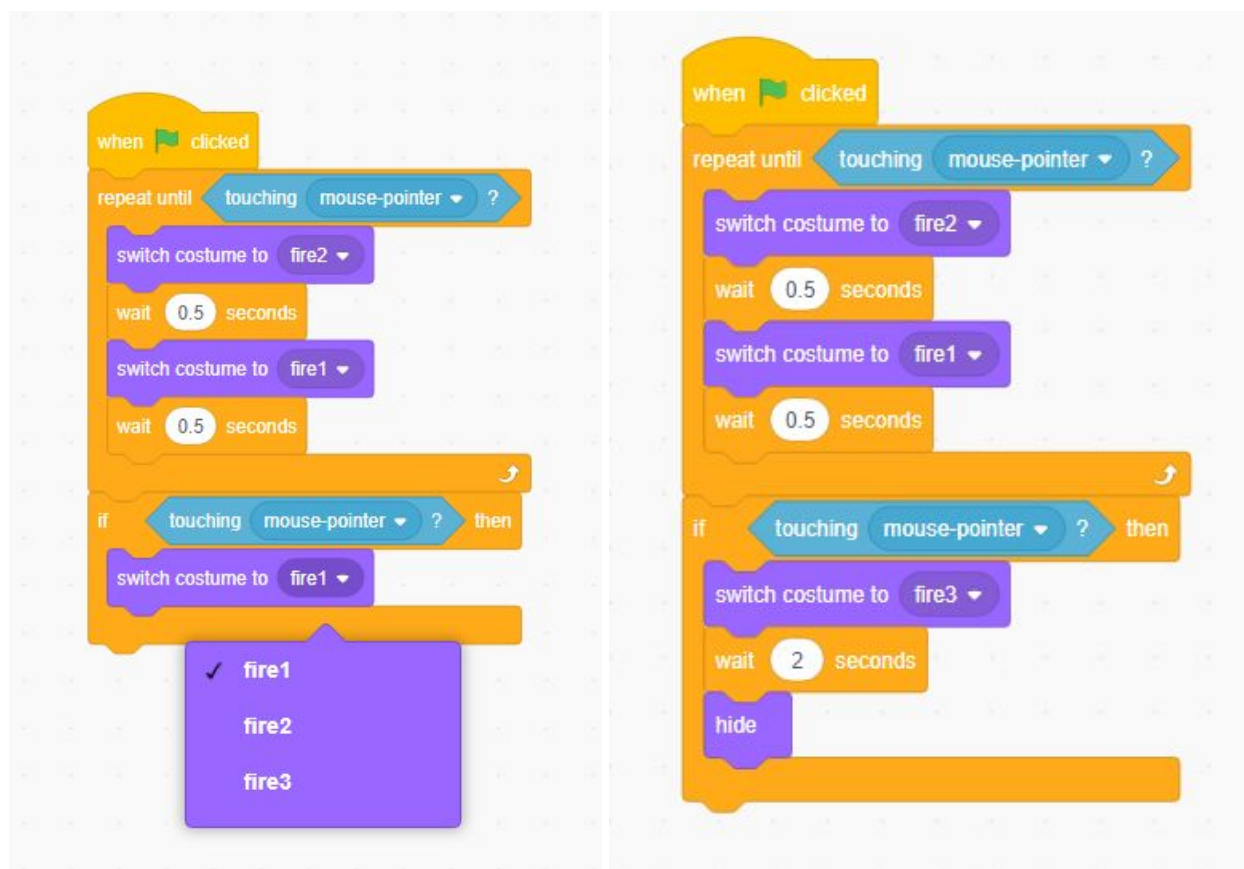 when clicked
repeat until touching mouse-pointer ?
switch costume to fire2
wait 0.5 seconds
switch costume to fire1
wait 0.5 seconds
if touching mouse-pointer ? then
switch costume to fire1
fire1
fire2
fire3
when clicked
repeat until touching mouse-pointer ?
switch costume to fire2
wait 0.5 seconds
switch costume to fire1
wait 0.5 seconds
if touching mouse-pointer ? then
switch costume to fire3
wait 2 seconds
hide